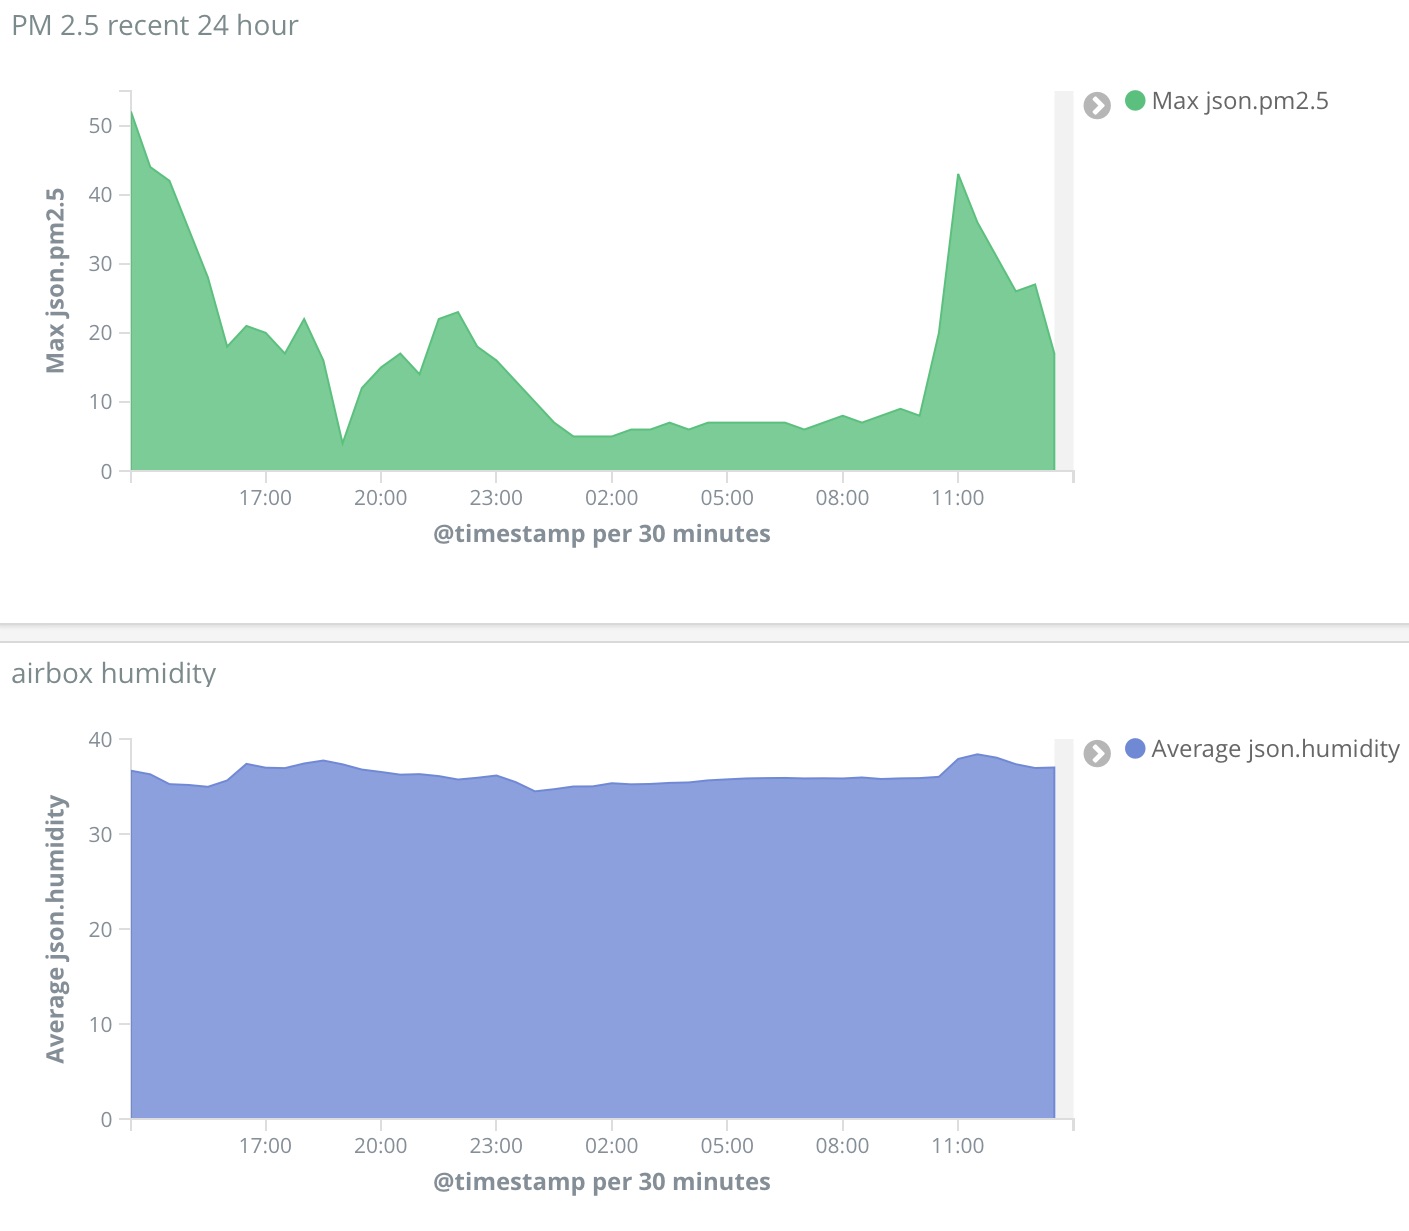 PM 2.5 recent 24 hour
Max json.pm2.5
50
40
30
20
10
0
Max json.pm2.5
17:00 20:00 23:00 02:00 05:00 08:00 11:00
@timestamp per 30 minutes
airbox humidity
Average json.humidity
40
30
20
10
0
Average json.humidity
17:00 20:00 23:00 02:00 05:00 08:00 11:00
@timestamp per 30 minutes